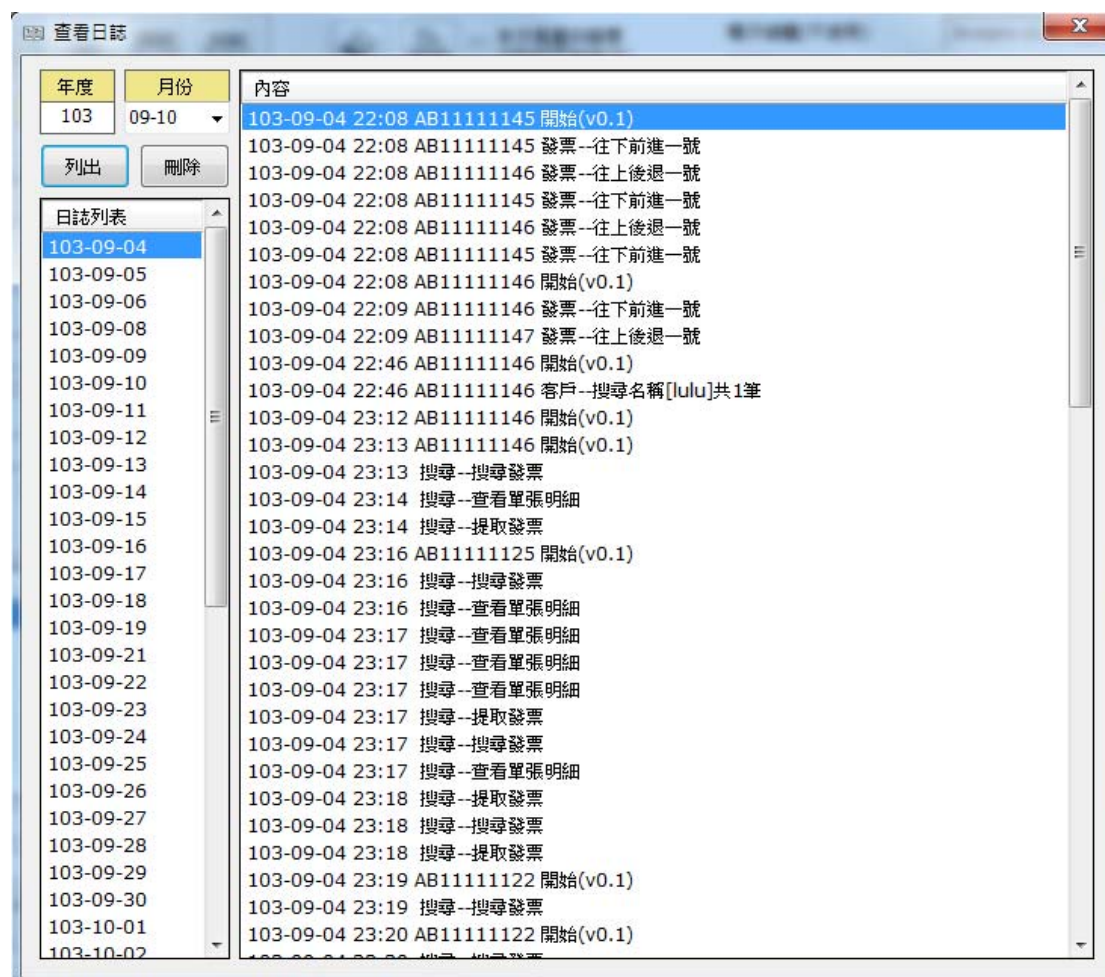 查看日誌
年度 月份
103 09-10
列出 刪除
日誌列表
103-09-04
103-09-05
103-09-06
103-09-08
103-09-09
103-09-10
103-09-11
103-09-12
103-09-13
103-09-14
103-09-15
103-09-16
103-09-17
103-09-18
103-09-19
103-09-21
103-09-22
103-09-23
103-09-24
103-09-25
103-09-26
103-09-27
103-09-28
103-09-29
103-09-30
103-10-01
103-10-02
內容
103-09-04 22:08 AB11111145 開始(v0.1)
103-09-04 22:08 AB11111145 發票--往下前進一號
103-09-04 22:08 AB11111146 發票--往上後退一號
103-09-04 22:08 AB11111145 發票--往下前進一號
103-09-04 22:08 AB11111146 發票--往上後退一號
103-09-04 22:08 AB11111145 發票--往下前進一號
103-09-04 22:08 AB11111146 開始(v0.1)
103-09-04 22:09 AB11111146 發票--往下前進一號
103-09-04 22:09 AB11111147 發票--往上後退一號
103-09-04 22:46 AB11111146 開始(v0.1)
103-09-04 22:46 AB11111146 客戶--搜尋名稱[lulu]共1筆
103-09-04 23:12 AB11111146 開始(v0.1)
103-09-04 23:13 AB11111146 開始(v0.1)
103-09-04 23:13 搜尋--搜尋發票
103-09-04 23:14 搜尋--查看單張明細
103-09-04 23:14 搜尋--提取發票
103-09-04 23:16 AB11111125 開始(v0.1)
103-09-04 23:16 搜尋--搜尋發票
103-09-04 23:16 搜尋--查看單張明細
103-09-04 23:17 搜尋--查看單張明細
103-09-04 23:17 搜尋--查看單張明細
103-09-04 23:17 搜尋--查看單張明細
103-09-04 23:17 搜尋--提取發票
103-09-04 23:17 搜尋--搜尋發票
103-09-04 23:17 搜尋--查看單張明細
103-09-04 23:18 搜尋--提取發票
103-09-04 23:18 搜尋--搜尋發票
103-09-04 23:18 搜尋--提取發票
103-09-04 23:19 AB11111122 開始(v0.1)
103-09-04 23:19 搜尋--搜尋發票
103-09-04 23:20 AB11111122 開始(v0.1)